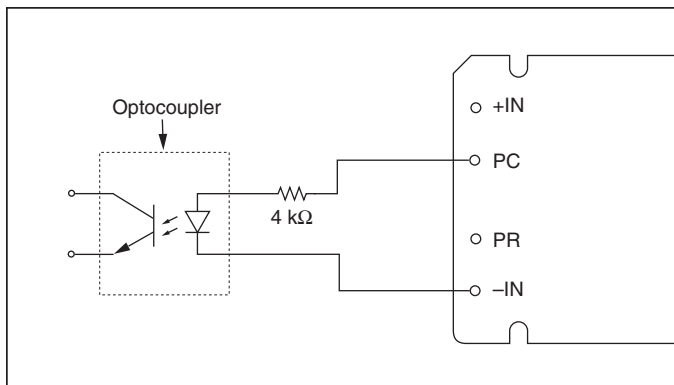 Optocoupler
4 kΩ
+IN
PC
PR
–IN